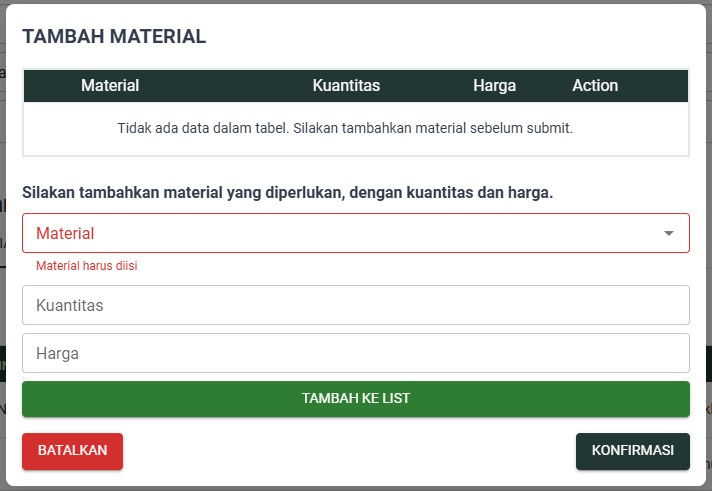 TAMBAH MATERIAL
Material Kuantitas Harga Action
Tidak ada data dalam tabel. Silakan tambahkan material sebelum submit.
Silakan tambahkan material yang diperlukan, dengan kuantitas dan harga.
Material
Material harus diisi
Kuantitas
Harga
TAMBAH KE LIST
BATALKAN KONFIRMASI